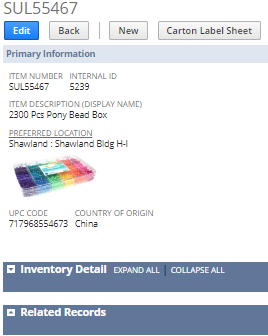 SUL55467
Edit Back New Carton Label Sheet
Primary Information
ITEM NUMBER INTERNAL ID
SUL55467 5239
ITEM DESCRIPTION (DISPLAY NAME)
2300 Pcs Pony Bead Box
PREFERRED LOCATION
Shawland : Shawland Bldg H-I
UPC CODE COUNTRY OF ORIGIN
717968554673 China
Inventory Detail EXPAND ALL | COLLAPSE ALL
Related Records